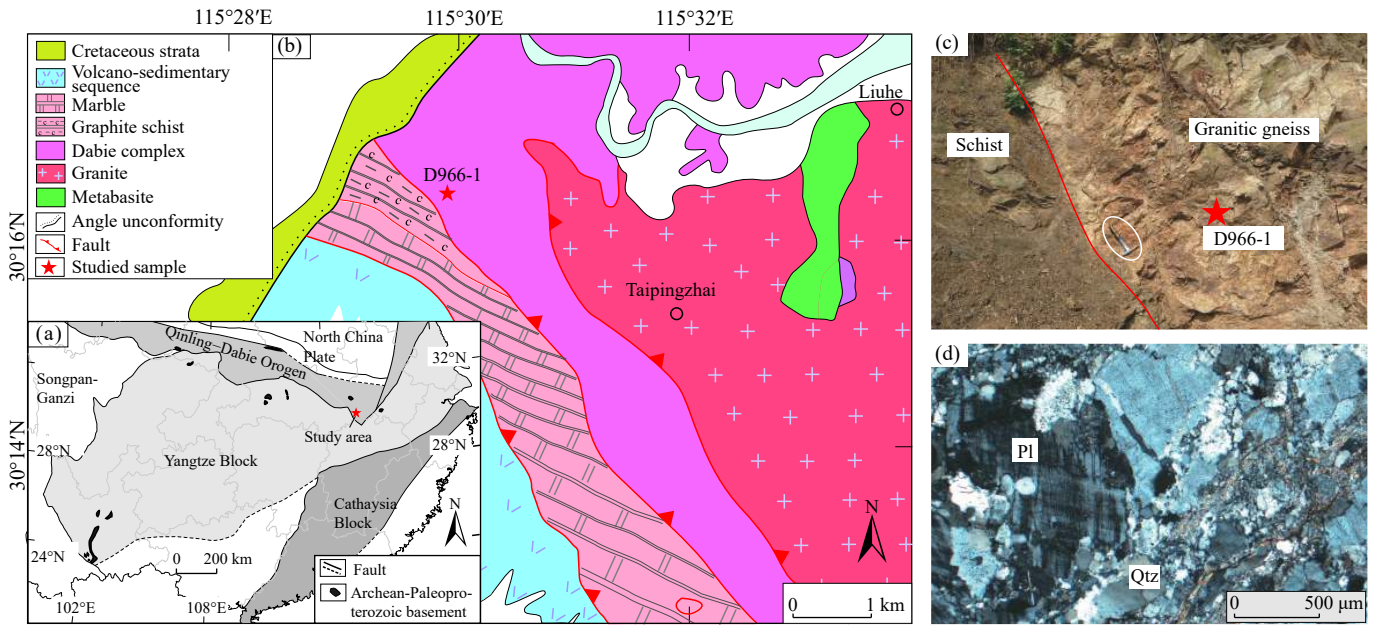 115°28′E
115°30′E
115°32′E
(b)
Cretaceous strata
Volcano-sedimentary
sequence
Marble
Graphite schist
Dabie complex
Granite
Metabasite
Angle unconformity
Fault
Studied sample
30°16′N
30°14′N
D966-1
Liuhe
Taipingzhai
c
c
c
c
c
c
c
c
N
0
1 km
(a)
Qinling–Dabie Orogen
North China
Plate
32°N
Songpan-
Ganzi
Study area
28°N
28°N
Yangtze Block
Cathaysia
Block
N
24°N
0
200 km
102°E
108°E
Fault
Archean-Paleopro-
terozoic basement
(c)
Schist
Granitic gneiss
D966-1
(d)
Pl
Qtz
0
500 μm